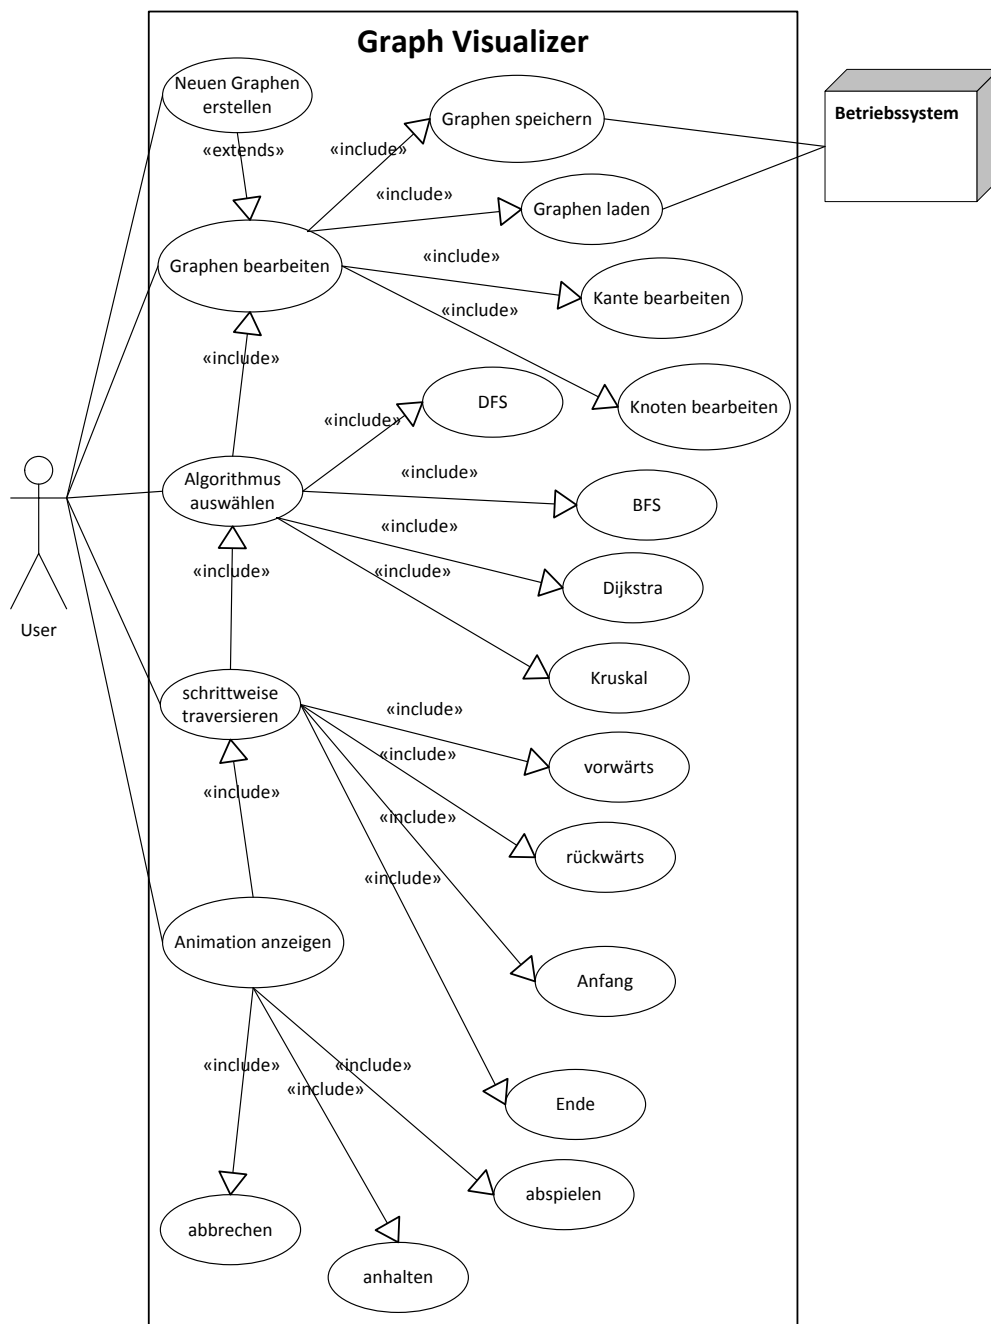 Graph Visualizer
Neuen Graphen
erstellen
«extends»
Graphen speichern
«include»
Betriebssystem
«include»
Graphen laden
Graphen bearbeiten
«include»
Kante bearbeiten
«include»
«include»
Knoten bearbeiten
DFS
«include»
Algorithmus
auswählen
«include»
BFS
«include»
«include»
«include»
Dijkstra
User
Kruskal
schrittweise
traversieren
«include»
«include»
vorwärts
«include»
«include»
rückwärts
«include»
Animation anzeigen
Anfang
«include»
«include»
«include»
Ende
abspielen
abbrechen
anhalten